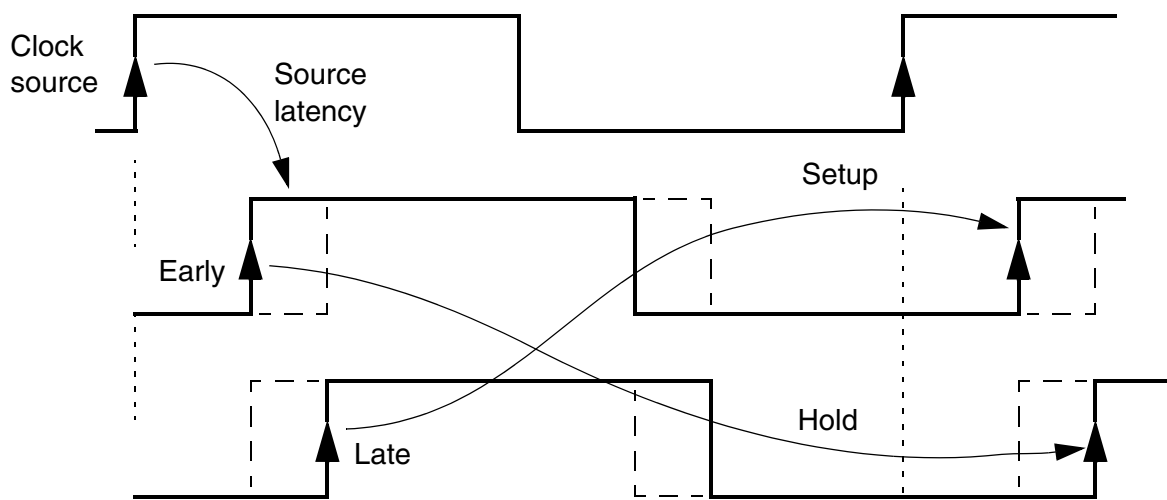 Clock
source
Source
latency
Setup
Early
Hold
Late